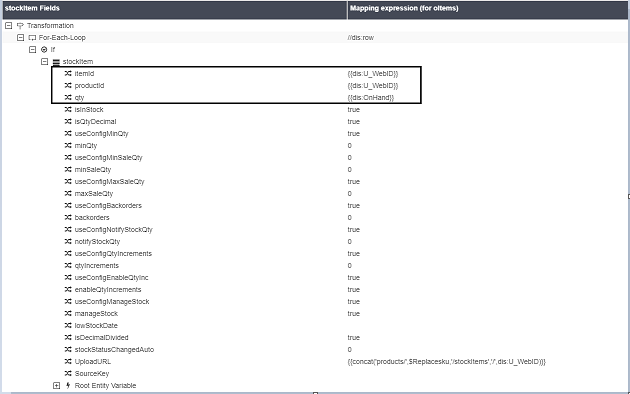 stockItem Fields Mapping expression (for oitems)
Transformation
For-Each-Loop //dis:row
If
stockItem
itemId {{dis:U_WebID}}
productId {{dis:U_WebID}}
qty {{dis:OnHand}}
isInStock true
isQtyDecimal true
useConfigMinQty true
minQty 0
useConfigMinSaleQty 0
minSaleQty 0
useConfigMaxSaleQty true
maxSaleQty 0
useConfigBackorders true
backorders 0
useConfigNotifyStockQty true
notifyStockQty 0
useConfigQtyIncrements true
qtyIncrements 0
useConfigEnableQtyInc true
enableQtyIncrements true
useConfigManageStock true
manageStock true
lowStockDate
isDecimalDivided true
stockStatusChangedAuto 0
UploadURL {{concat('products/',$Replacesku,'/stockItems','/',dis:U_WebID)}}
SourceKey
Root Entity Variable